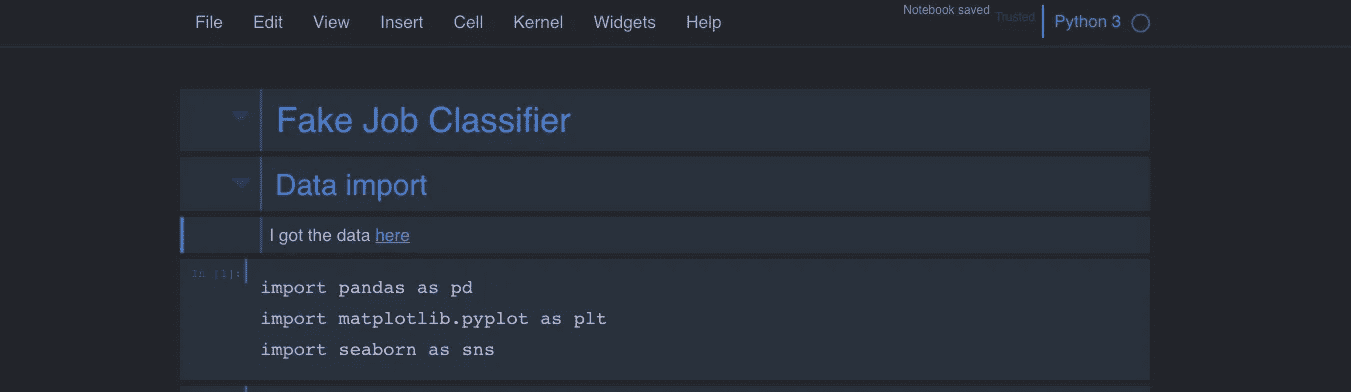 File Edit View Insert Cell Kernel Widgets Help Notebook saved Trusted Python 3
Fake Job Classifier
Data import
I got the data here
In [1]:
import pandas as pd
import matplotlib.pyplot as plt
import seaborn as sns